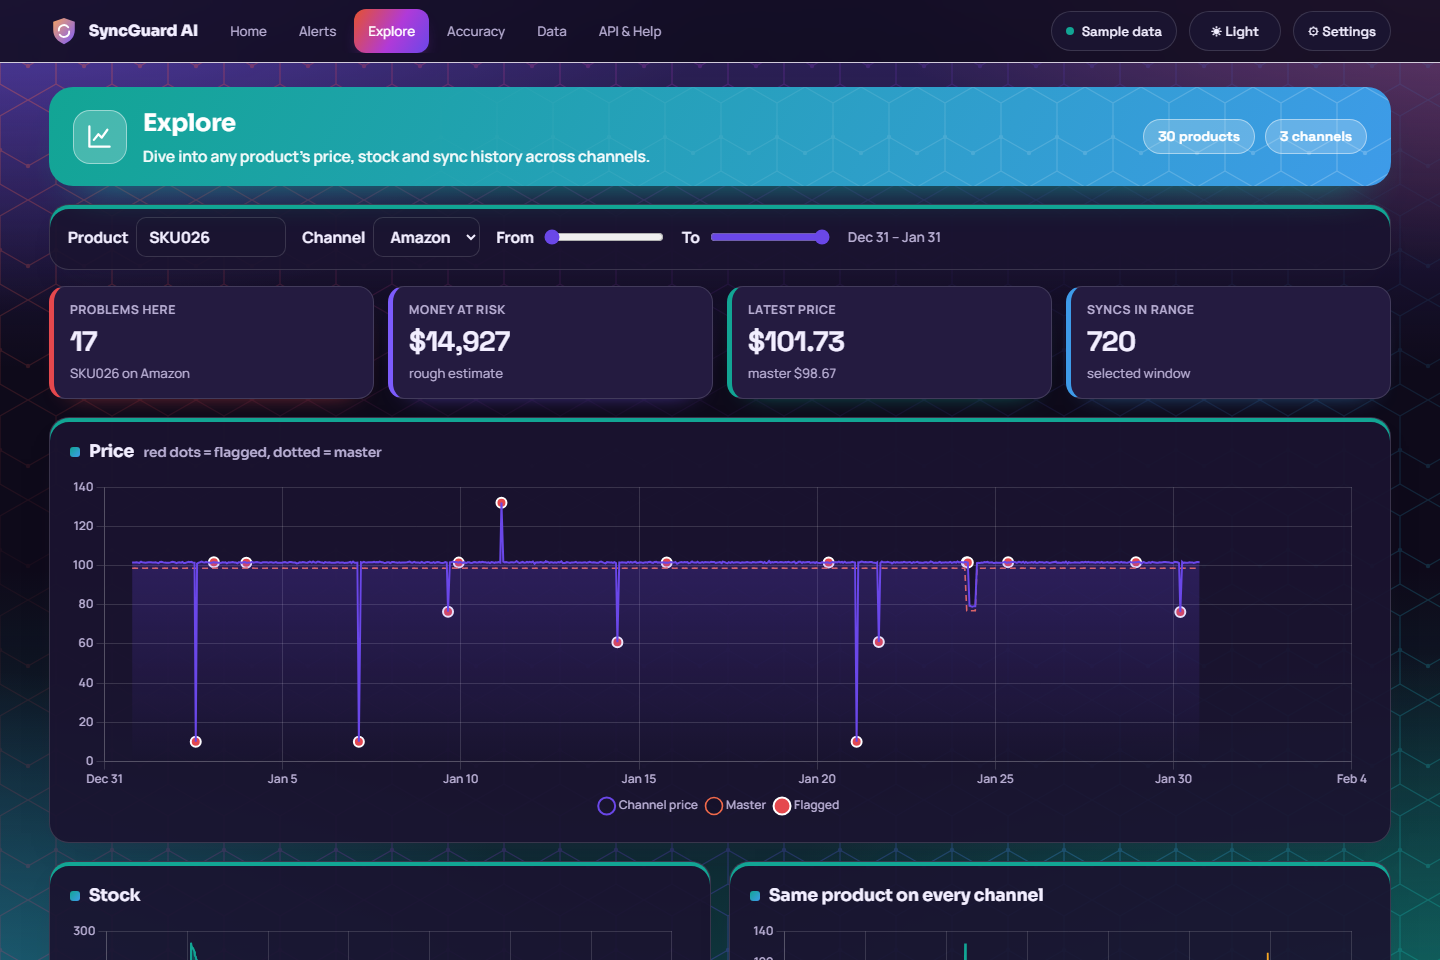 SyncGuard AI
Home
Alerts
Explore
Accuracy
Data
API & Help
Sample data
☀ Light
⚙ Settings
Explore
Dive into any product's price, stock and sync history across channels.
30 products
3 channels
Product
SKU026
Channel
Amazon
From
To
Dec 31 – Jan 31
PROBLEMS HERE
17
SKU026 on Amazon
MONEY AT RISK
$14,927
rough estimate
LATEST PRICE
$101.73
master $98.67
SYNCS IN RANGE
720
selected window
Price red dots = flagged, dotted = master
140
120
100
80
60
40
20
0
Dec 31
Jan 5
Jan 10
Jan 15
Jan 20
Jan 25
Jan 30
Feb 4
Channel price
Master
Flagged
Stock
300
Same product on every channel
140